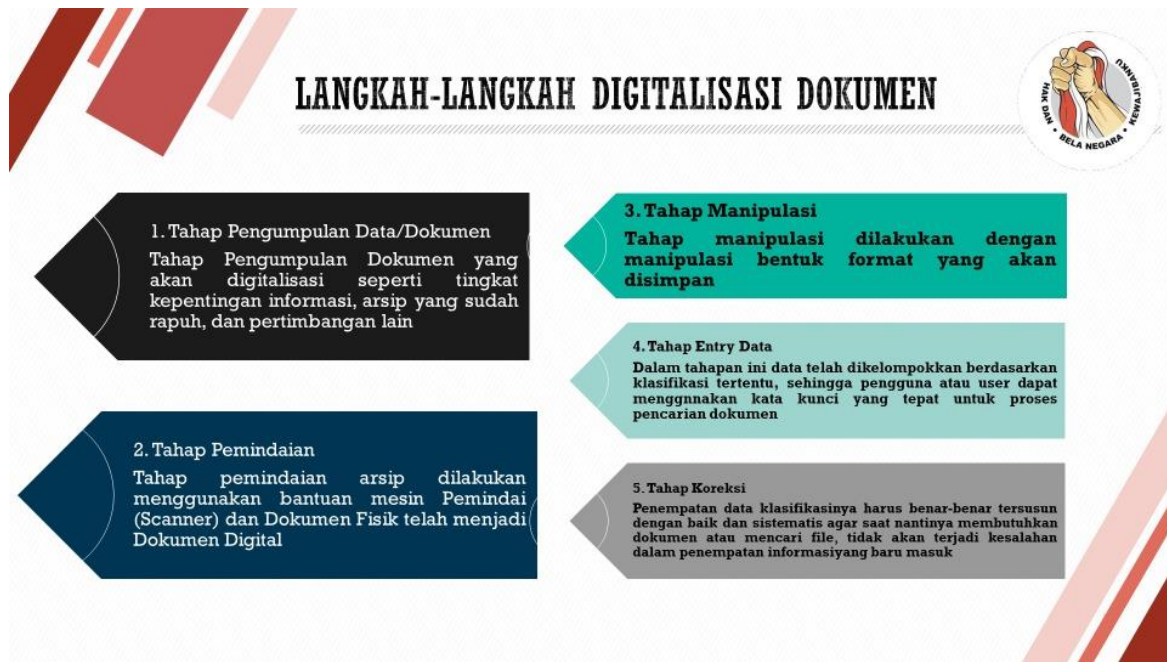 LANGKAH-LANGKAH DIGITALISASI DOKUMEN
HAK DAN • BELA NEGARA • KEWAJIBANKU
1. Tahap Pengumpulan Data/Dokumen
Tahap Pengumpulan Dokumen yang
akan digitalisasi seperti tingkat
kepentingan informasi, arsip yang sudah
rapuh, dan pertimbangan lain
2. Tahap Pemindaian
Tahap pemindaian arsip dilakukan
menggunakan bantuan mesin Pemindai
(Scanner) dan Dokumen Fisik telah menjadi
Dokumen Digital
3. Tahap Manipulasi
Tahap manipulasi dilakukan dengan
manipulasi bentuk format yang akan
disimpan
4. Tahap Entry Data
Dalam tahapan ini data telah dikelompokkan berdasarkan
klasifikasi tertentu, sehingga pengguna atau user dapat
menggnnakan kata kunci yang tepat untuk proses
pencarian dokumen
5. Tahap Koreksi
Penempatan data klasifikasinya harus benar-benar tersusun
dengan baik dan sistematis agar saat nantinya membutuhkan
dokumen atau mencari file, tidak akan terjadi kesalahan
dalam penempatan informasiyang baru masuk